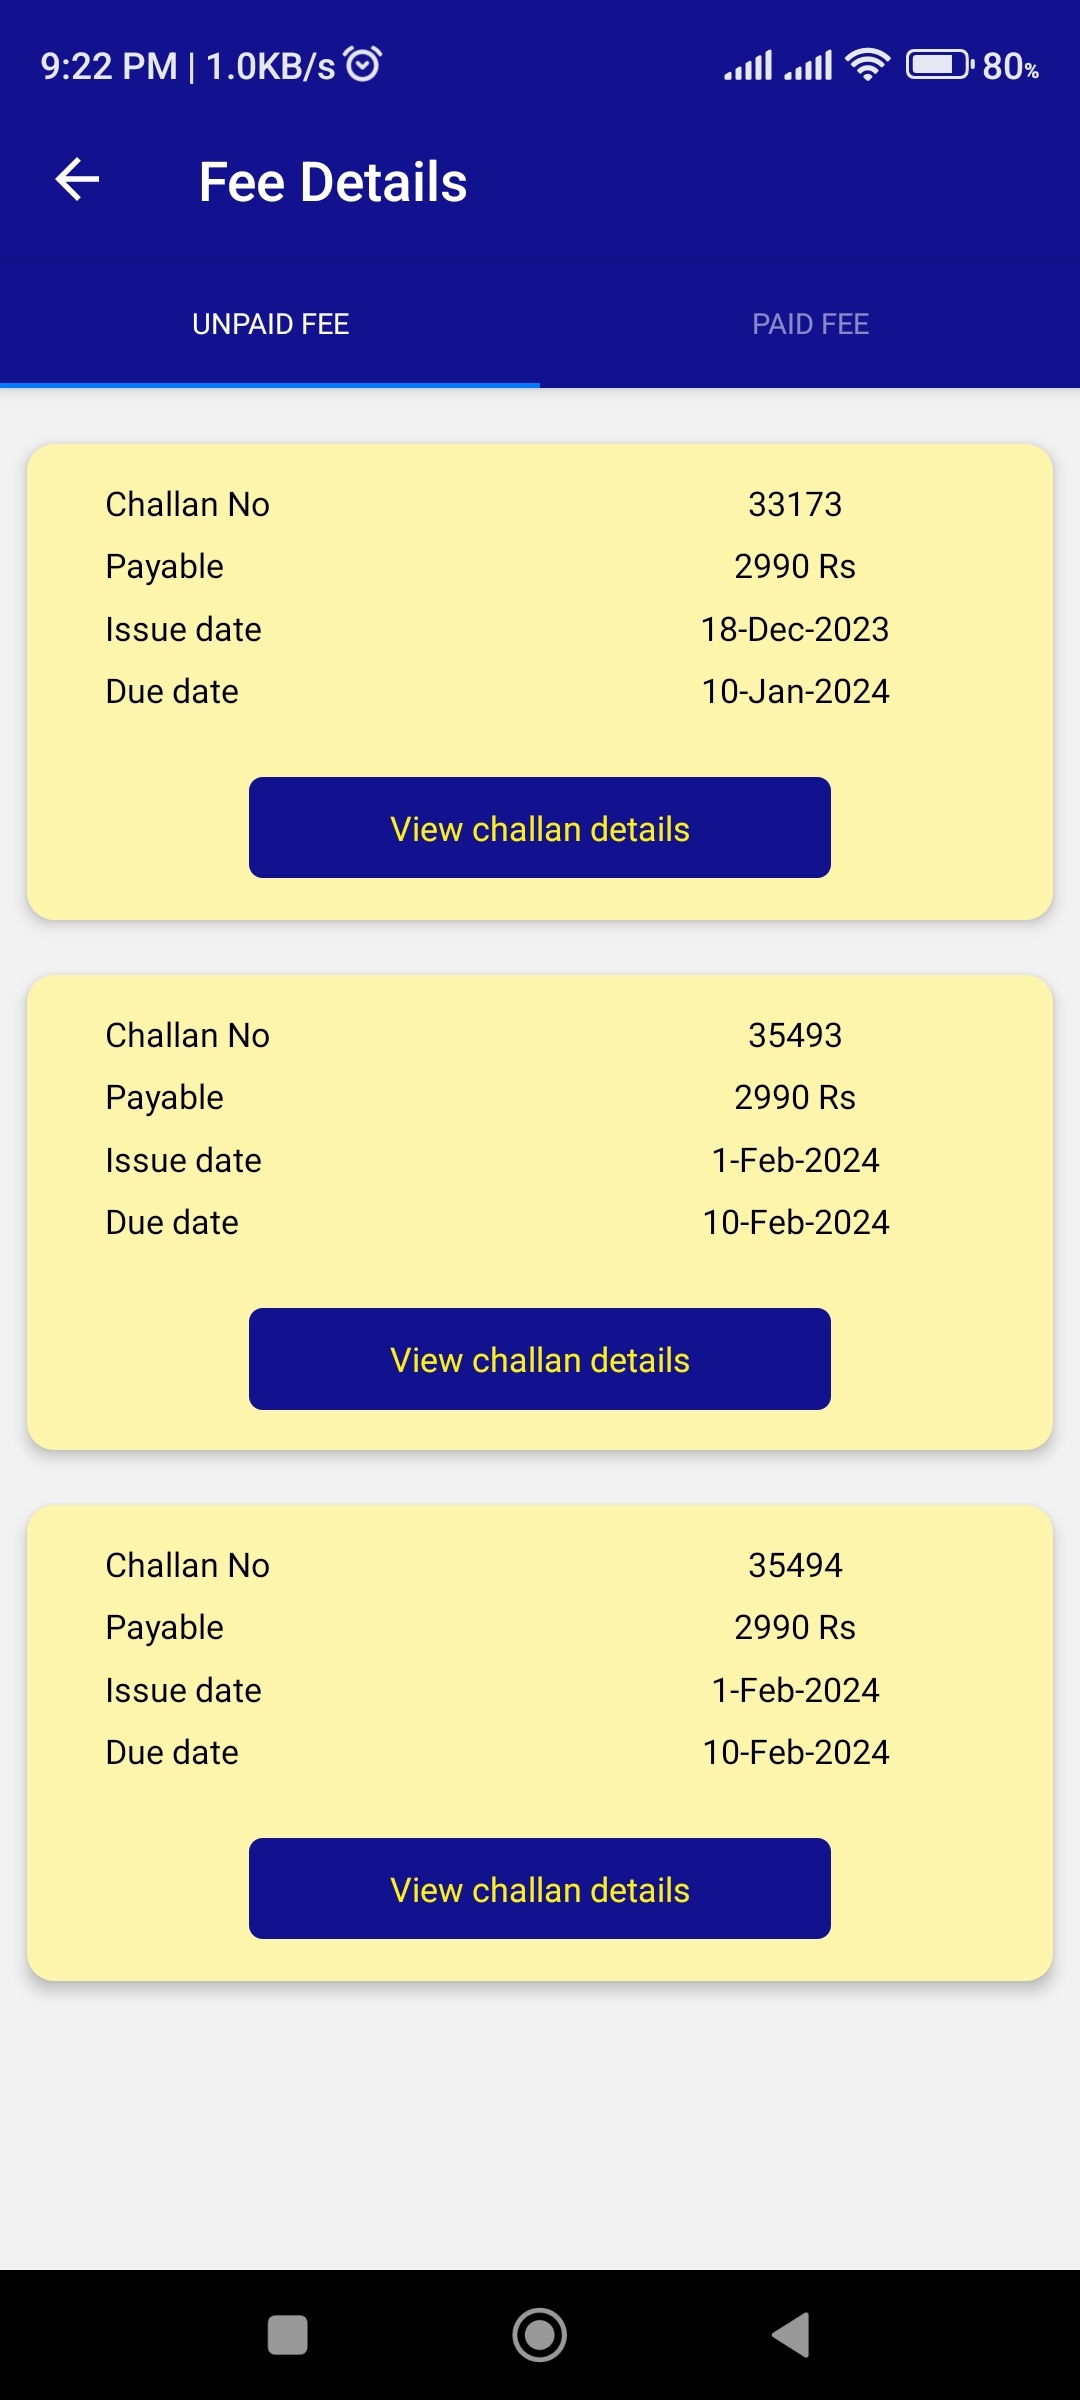 9:22 PM | 1.0KB/s 80%
Fee Details
UNPAID FEE PAID FEE
Challan No 33173
Payable 2990 Rs
Issue date 18-Dec-2023
Due date 10-Jan-2024
View challan details
Challan No 35493
Payable 2990 Rs
Issue date 1-Feb-2024
Due date 10-Feb-2024
View challan details
Challan No 35494
Payable 2990 Rs
Issue date 1-Feb-2024
Due date 10-Feb-2024
View challan details